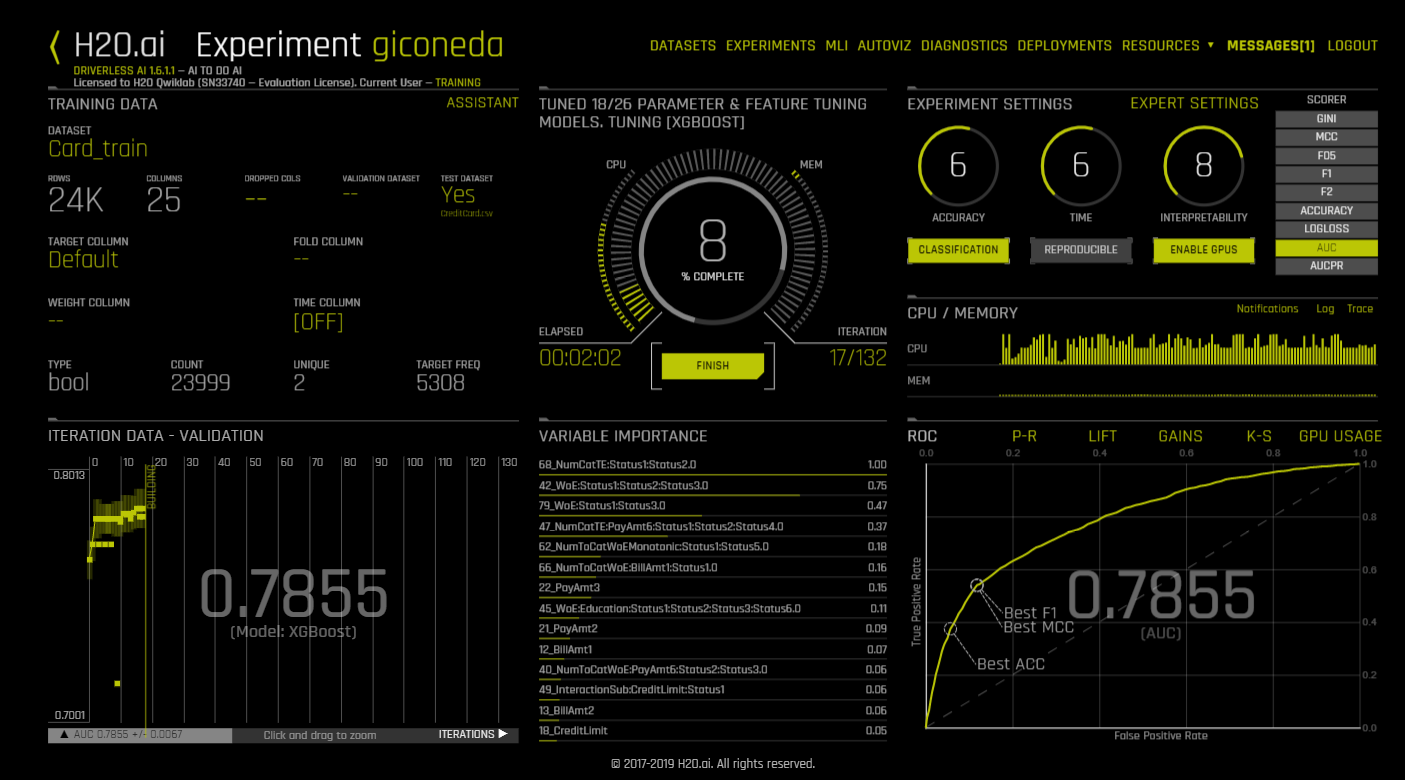 H2O.ai Experiment giconeda
DRIVERLESS AI 1.6.1.1 – AI TO DO AI
Licensed to H2O Qwiklab (SN33740 – Evaluation License). Current User – TRAINING
DATASETS EXPERIMENTS MLI AUTOVIZ DIAGNOSTICS DEPLOYMENTS RESOURCES ▼ MESSAGES[1] LOGOUT
TRAINING DATA ASSISTANT
DATASET
Card_train
ROWS COLUMNS DROPPED COLS VALIDATION DATASET TEST DATASET
24K 25 -- -- Yes
CreditCard.csv
TARGET COLUMN FOLD COLUMN
Default --
WEIGHT COLUMN TIME COLUMN
-- [OFF]
TYPE COUNT UNIQUE TARGET FREQ
bool 23999 2 5308
TUNED 18/26 PARAMETER & FEATURE TUNING
MODELS. TUNING [XGBOOST]
CPU MEM
8
% COMPLETE
ELAPSED ITERATION
00:02:02 FINISH 17/132
EXPERIMENT SETTINGS EXPERT SETTINGS
6 6 8
ACCURACY TIME INTERPRETABILITY
CLASSIFICATION REPRODUCIBLE ENABLE GPUS
SCORER
GINI
MCC
F05
F1
F2
ACCURACY
LOGLOSS
AUC
AUCPR
CPU / MEMORY Notifications Log Trace
CPU
MEM
ITERATION DATA - VALIDATION
0 10 20 30 40 50 60 70 80 90 100 110 120 130
0.8013
BUILDING
0.7855
(Model: XGBoost)
0.7001
▲ AUC 0.7855 +/- 0.0067 Click and drag to zoom ITERATIONS ▶
VARIABLE IMPORTANCE
68_NumCatTE:Status1:Status2.0 1.00
42_WoE:Status1:Status2:Status3.0 0.75
79_WoE:Status1:Status3.0 0.47
47_NumCatTE:PayAmt6:Status1:Status2:Status4.0 0.37
62_NumToCatWoEMonotonic:Status1:Status5.0 0.18
66_NumToCatWoE:BillAmt1:Status1.0 0.16
22_PayAmt3 0.15
45_WoE:Education:Status1:Status2:Status3:Status6.0 0.11
21_PayAmt2 0.09
12_BillAmt1 0.07
40_NumToCatWoE:PayAmt6:Status2:Status3.0 0.06
49_InteractionSub:CreditLimit:Status1 0.06
13_BillAmt2 0.06
18_CreditLimit 0.05
ROC P-R LIFT GAINS K-S GPU USAGE
0.0 0.2 0.4 0.6 0.8 1.0
1.0
0.8
0.6
0.4
0.2
0.0
True Positive Rate
0.7855
(AUC)
Best F1
Best MCC
Best ACC
False Positive Rate
© 2017-2019 H2O.ai. All rights reserved.